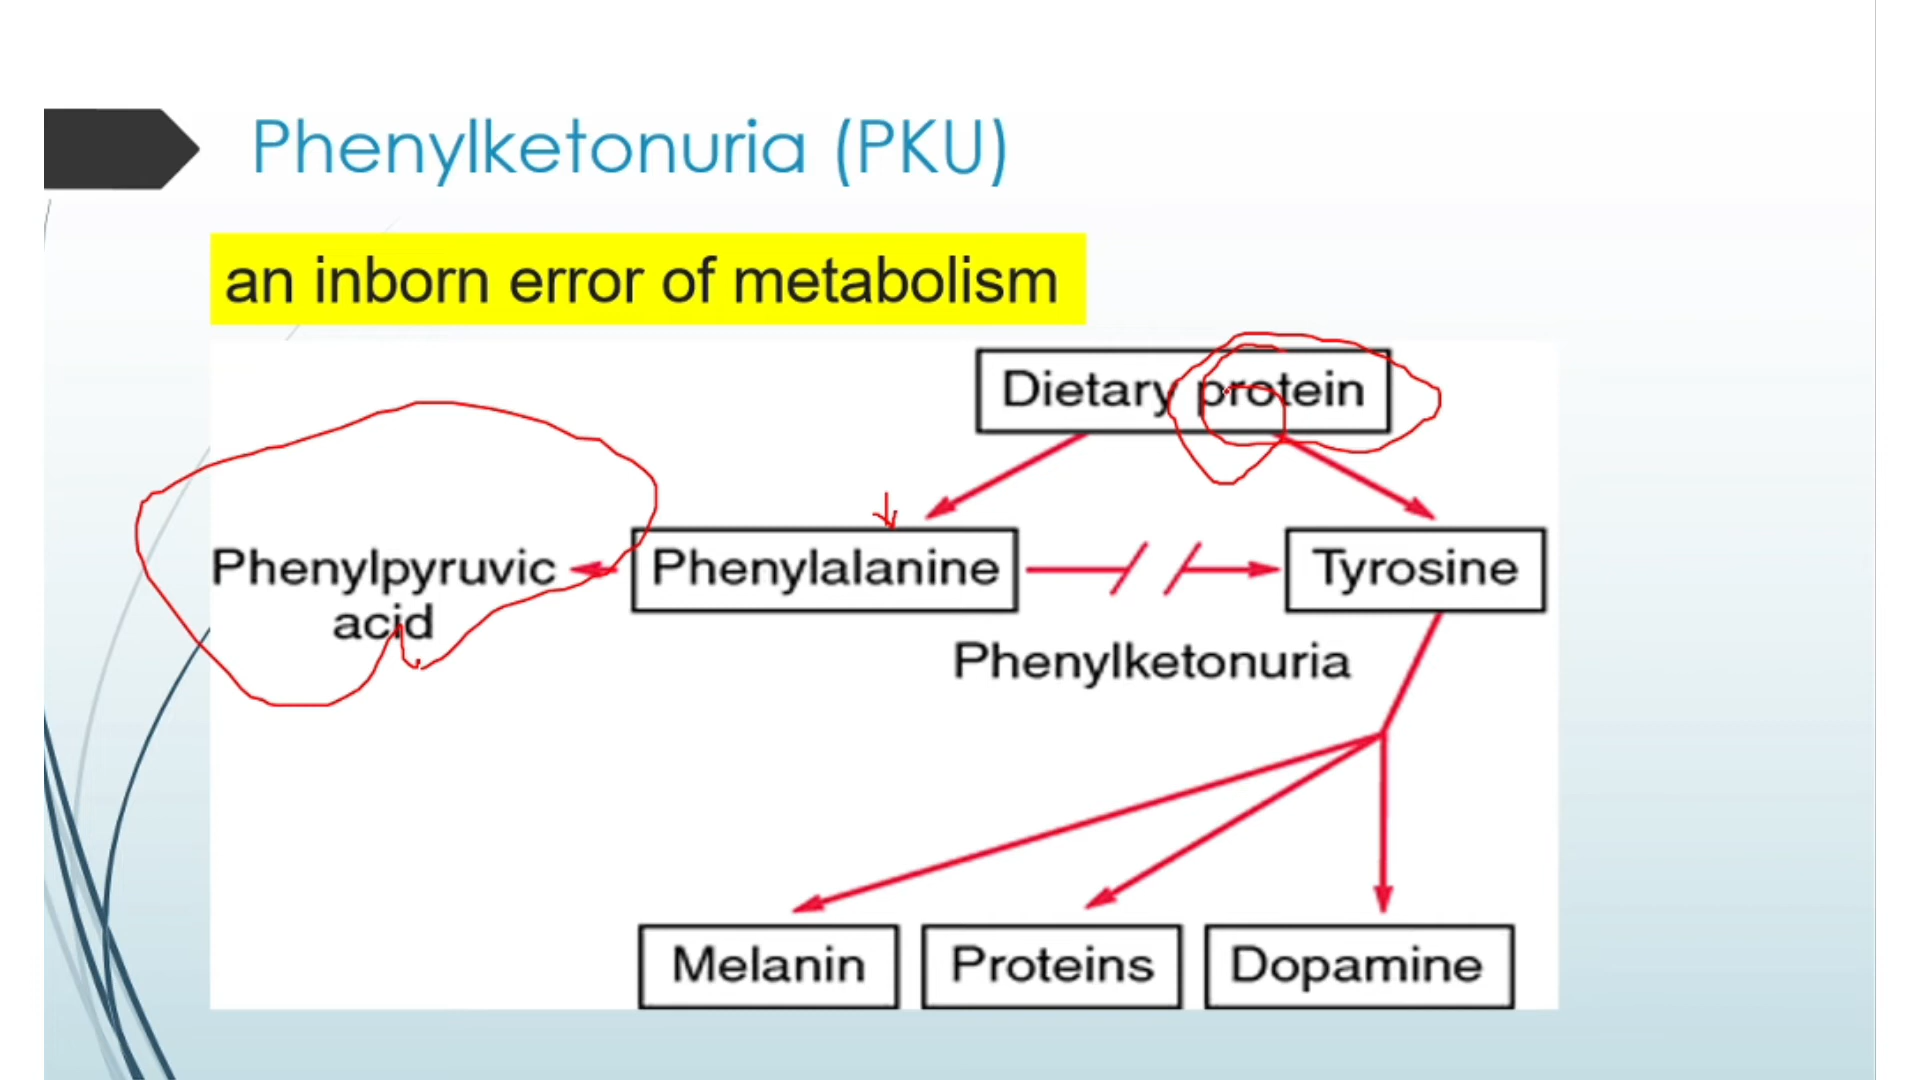 Phenylketonuria (PKU)
an inborn error of metabolism
Dietary protein
Phenylpyruvic
acid
Phenylalanine
Tyrosine
Phenylketonuria
Melanin
Proteins
Dopamine